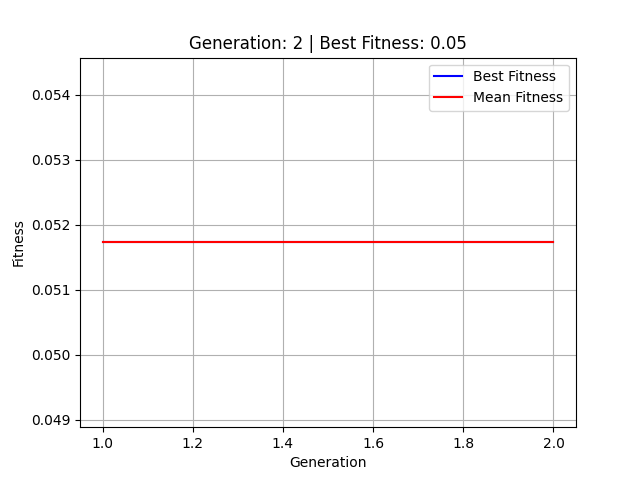 Generation: 2 | Best Fitness: 0.05
Best Fitness
Mean Fitness
0.054
0.053
0.052
0.051
0.050
0.049
Fitness
1.0 1.2 1.4 1.6 1.8 2.0
Generation